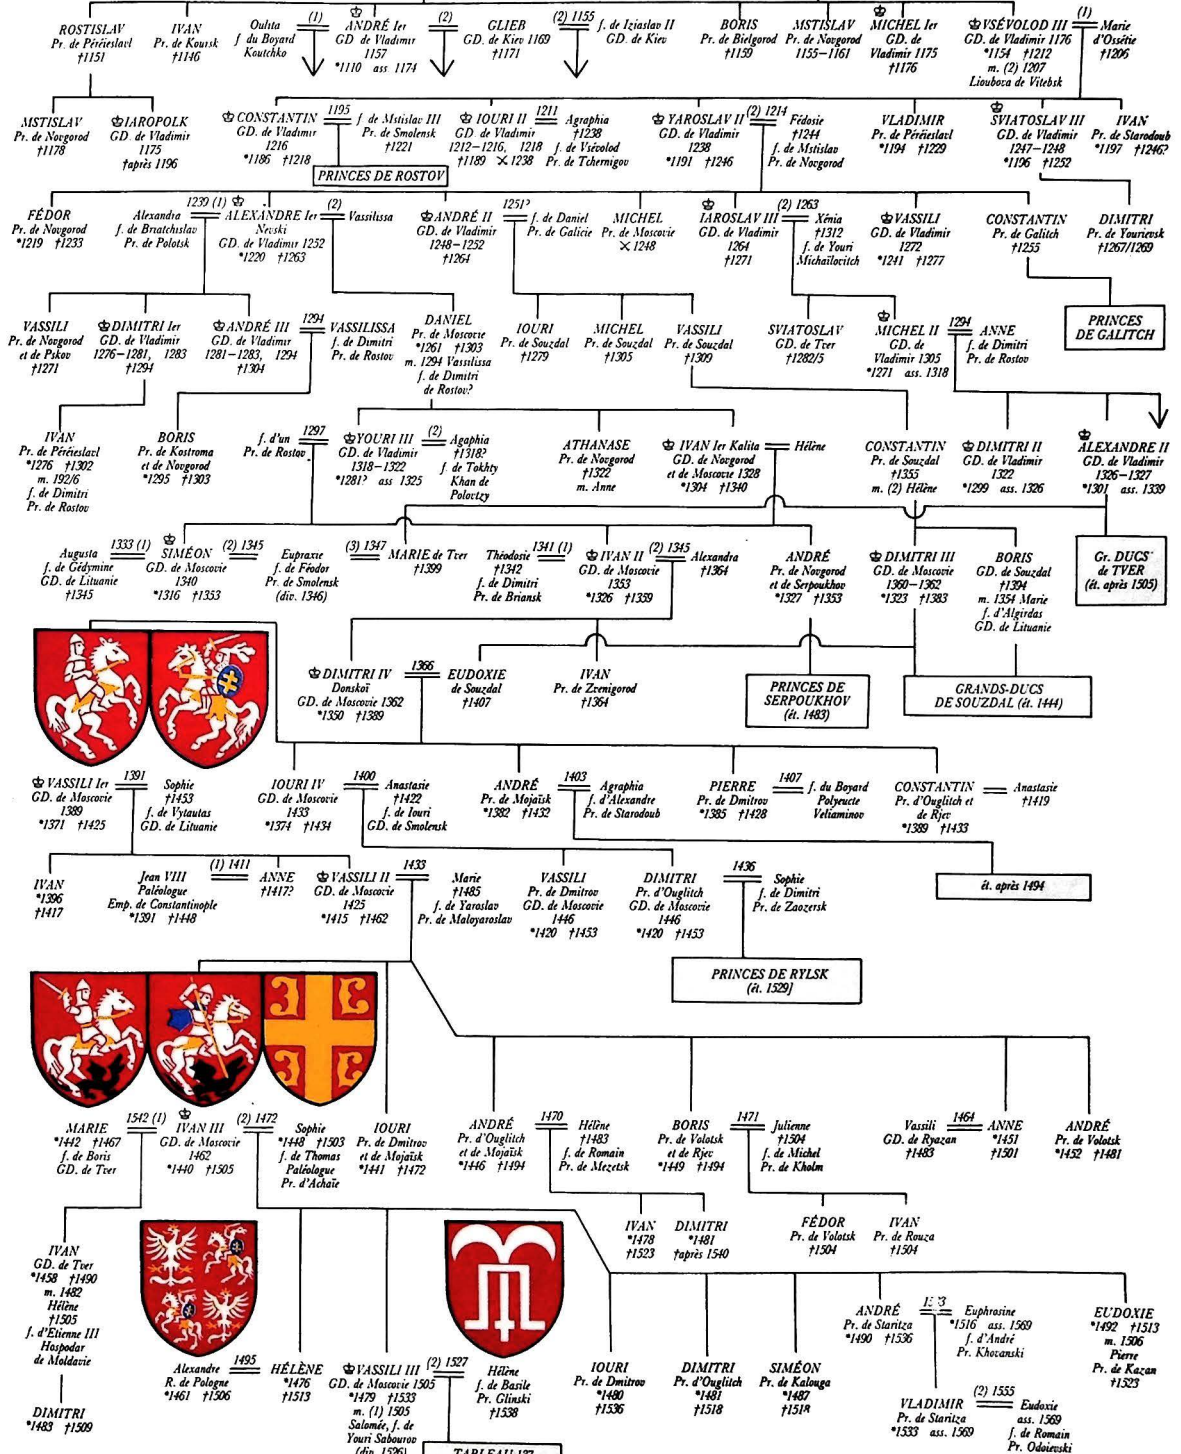 ROSTISLAV
Pr. de Péréieslavl
†1151
IVAN
Pr. de Koursk
†1146
Oulsta
f du Boyard
Koutchko
(1)
ANDRÉ Ier
GD. de Vladimir
1157
*1110 ass. 1174
(2)
GLIEB
GD. de Kiev 1169
†1171
(2) 1155
f. de Iziaslav II
GD. de Kiev
BORIS
Pr. de Bielgorod
†1159
MSTISLAV
Pr. de Novgorod
1155–1161
MICHEL Ier
GD. de
Vladimir 1175
†1176
VSÉVOLOD III
GD. de Vladimir 1176
*1154 †1212
m. (2) 1207
Lioubova de Vitebsk
(1)
Marie
d'Ossétie
†1206
MSTISLAV
Pr. de Novgorod
†1178
IAROPOLK
GD. de Vladimir
1175
†après 1196
CONSTANTIN
GD. de Vladimir
1216
*1186 †1218
1195
f. de Mstislav III
Pr. de Smolensk
†1221
PRINCES DE ROSTOV
IOURI II
GD. de Vladimir
1212–1216, 1218
†1189 ⚔1238
1211
Agraphia
†1238
f. de Vsévolod
Pr. de Tchernigov
YAROSLAV II
GD. de Vladimir
1238
*1191 †1246
(2) 1214
Fédosie
†1244
f. de Mstislav
Pr. de Novgorod
VLADIMIR
Pr. de Péréieslavl
*1194 †1229
SVIATOSLAV III
GD. de Vladimir
1247–1248
*1196 †1252
IVAN
Pr. de Starodoub
*1197 †1246?
FÉDOR
Pr. de Novgorod
*1219 †1233
Alexandra
f. de Briatchislav
Pr. de Polotsk
1239 (1)
ALEXANDRE Ier
Nevski
GD. de Vladimir 1252
*1220 †1263
(2)
Vassilissa
ANDRÉ II
GD. de Vladimir
1248–1252
†1264
1251?
f. de Daniel
Pr. de Galicie
MICHEL
Pr. de Moscovie
⚔1248
IAROSLAV III
GD. de Vladimir
1264
†1271
(2) 1263
Xénia
†1312
f. de Youri
Michailovitch
VASSILI
GD. de Vladimir
1272
*1241 †1277
CONSTANTIN
Pr. de Galitch
†1255
DIMITRI
Pr. de Yourievsk
†1267/1269
PRINCES
DE GALITCH
VASSILI
Pr. de Novgorod
et de Pskov
†1271
DIMITRI Ier
GD. de Vladimir
1276–1281, 1283
†1294
ANDRÉ III
GD. de Vladimir
1281–1283, 1294
†1304
1294
VASSILISSA
f. de Dimitri
Pr. de Rostov
DANIEL
Pr. de Moscovie
*1261 †1303
m. 1294 Vassilissa
f. de Dimitri
de Rostov?
IOURI
Pr. de Souzdal
†1279
MICHEL
Pr. de Souzdal
†1305
VASSILI
Pr. de Souzdal
†1309
SVIATOSLAV
GD. de Tver
†1282/5
MICHEL II
GD. de
Vladimir 1305
*1271 ass. 1318
1294
ANNE
f. de Dimitri
Pr. de Rostov
IVAN
Pr. de Péréieslavl
*1276 †1302
m. 192/6
f. de Dimitri
Pr. de Rostov
BORIS
Pr. de Kostroma
et de Novgorod
*1295 †1303
f. d'un
Pr. de Rostov
1297
YOURI III
GD. de Vladimir
1318–1322
*1281? ass 1325
(2)
Agaphia
†1318?
f. de Tokhty
Khan de
Polovtzy
ATHANASE
Pr. de Novgorod
†1322
m. Anne
IVAN Ier Kalita
GD. de Novgorod
et de Moscovie 1328
*1304 †1340
Hélène
CONSTANTIN
Pr. de Souzdal
†1355
m. (2) Hélène
DIMITRI II
GD. de Vladimir
1322
*1299 ass. 1326
ALEXANDRE II
GD. de Vladimir
1326–1327
*1301 ass. 1339
Augusta
f. de Gédymine
GD. de Lituanie
†1345
1333 (1)
SIMÉON
GD. de Moscovie
1340
*1316 †1353
(2) 1345
Eupraxie
f. de Féodor
Pr. de Smolensk
(div. 1346)
(3) 1347
MARIE de Tver
†1399
Théodosie
†1342
f. de Dimitri
Pr. de Briansk
1341 (1)
IVAN II
GD. de Moscovie
1353
*1326 †1359
(2) 1345
Alexandra
†1364
ANDRÉ
Pr. de Novgorod
et de Serpoukhov
*1327 †1353
DIMITRI III
GD. de Moscovie
1360–1362
*1323 †1383
BORIS
GD. de Souzdal
†1394
m. 1354 Marie
f. d'Algirdas
GD. de Lituanie
Gr. DUCS
de TVER
(ét. après 1505)
DIMITRI IV
Donskoï
GD. de Moscovie 1362
*1350 †1389
1366
EUDOXIE
de Souzdal
†1407
IVAN
Pr. de Zvenigorod
†1364
PRINCES DE
SERPOUKHOV
(ét. 1483)
GRANDS-DUCS
DE SOUZDAL (ét. 1444)
VASSILI Ier
GD. de Moscovie
1389
*1371 †1425
1391
Sophie
†1453
f. de Vytautas
GD. de Lituanie
IOURI IV
GD. de Moscovie
1433
*1374 †1434
1400
Anastasie
†1422
f. de Iouri
GD. de Smolensk
ANDRÉ
Pr. de Mojaïsk
*1382 †1432
1403
Agraphia
f. d'Alexandre
Pr. de Starodoub
PIERRE
Pr. de Dmitrov
*1385 †1428
1407
f. du Boyard
Polyeucte
Veliaminov
CONSTANTIN
Pr. d'Ouglitch et
de Rjev
*1389 †1433
Anastasie
†1419
IVAN
*1396
†1417
Jean VIII
Paléologue
Emp. de Constantinople
*1391 †1448
(1) 1411
ANNE
†1417?
VASSILI II
GD. de Moscovie
1425
*1415 †1462
1433
Marie
†1485
f. de Yaroslav
Pr. de Maloyaroslav
VASSILI
Pr. de Dmitrov
GD. de Moscovie
1446
*1420 †1453
DIMITRI
Pr. d'Ouglitch
GD. de Moscovie
1446
*1420 †1453
1436
Sophie
f. de Dimitri
Pr. de Zaozersk
ét. après 1494
PRINCES DE RYLSK
(ét. 1529]
MARIE
*1442 †1467
f. de Boris
GD. de Tver
1542 (1)
IVAN III
GD. de Moscovie
1462
*1440 †1505
(2) 1472
Sophie
*1448 †1503
f. de Thomas
Paléologue
Pr. d'Achaïe
IOURI
Pr. de Dmitrov
et de Mojaïsk
*1441 †1472
ANDRÉ
Pr. d'Ouglitch
et de Mojaïsk
*1446 †1494
1470
Hélène
†1483
f. de Romain
Pr. de Mezetsk
BORIS
Pr. de Volotsk
et de Rjev
*1449 †1494
1471
Julienne
†1504
f. de Michel
Pr. de Kholm
Vassili
GD. de Ryazan
†1483
1464
ANNE
*1451
†1501
ANDRÉ
Pr. de Volotsk
*1452 †1481
IVAN
*1478
†1523
DIMITRI
*1481
†après 1540
FÉDOR
Pr. de Volotsk
†1504
IVAN
Pr. de Rouza
†1504
IVAN
GD. de Tver
*1458 †1490
m. 1482
Hélène
†1505
f. d'Etienne III
Hospodar
de Moldavie
DIMITRI
*1483 †1509
Alexandre
R. de Pologne
*1461 †1506
1495
HÉLÈNE
*1476
†1513
VASSILI III
GD. de Moscovie 1505
*1479 †1533
m. (1) 1505
Salomée, f. de
Youri Sabourov
(div. 1526)
(2) 1527
Hélène
f. de Basile
Pr. Glinski
†1538
TABLEAU 127
IOURI
Pr. de Dmitrov
*1480
†1536
DIMITRI
Pr. d'Ouglitch
*1481
†1518
SIMÉON
Pr. de Kalouga
*1487
†1518
ANDRÉ
Pr. de Staritza
*1490 †1536
Euphrosine
*1516 ass. 1569
f. d'André
Pr. Khovanski
EUDOXIE
*1492 †1513
m. 1506
Pierre
Pr. de Kazan
†1523
VLADIMIR
Pr. de Staritza
*1533 ass. 1569
(2) 1555
Eudoxie
ass. 1569
f. de Romain
Pr. Odoievski